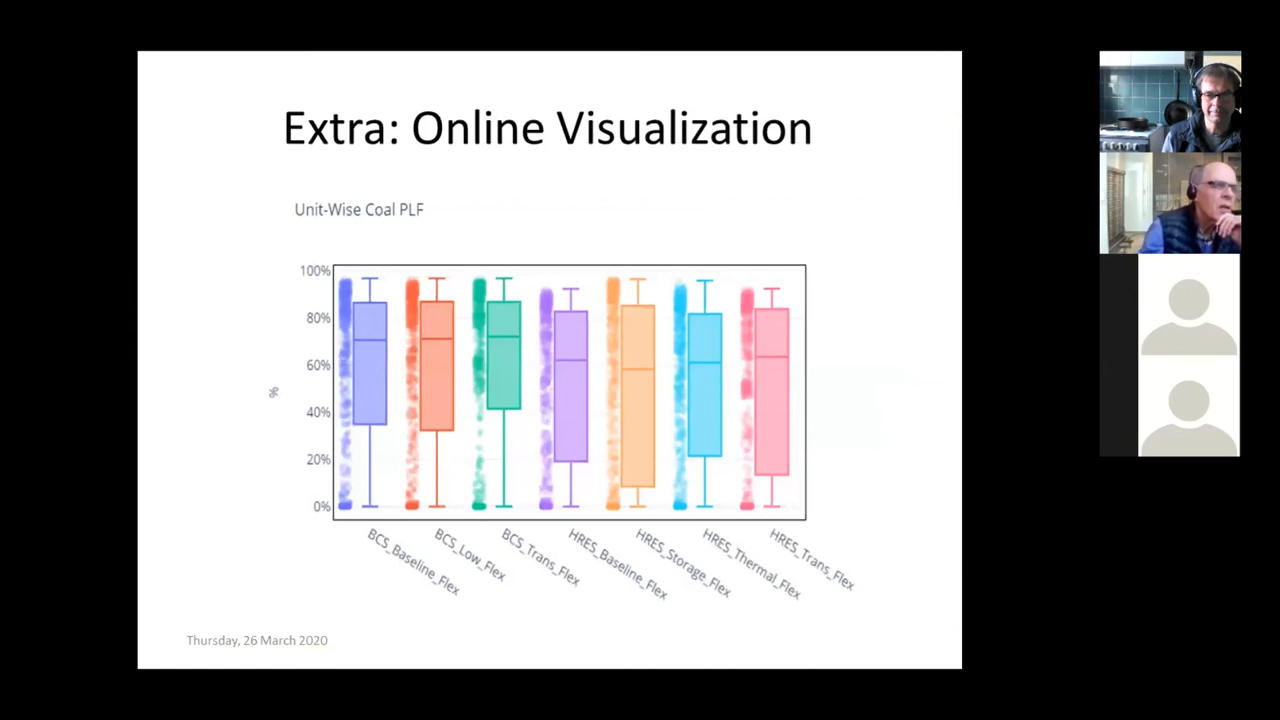 Extra: Online Visualization
Unit-Wise Coal PLF
100%
80%
60%
40%
20%
0%
%
BCS_Baseline_Flex
BCS_Low_Flex
BCS_Trans_Flex
HRES_Baseline_Flex
HRES_Storage_Flex
HRES_Thermal_Flex
HRES_Trans_Flex
Thursday, 26 March 2020